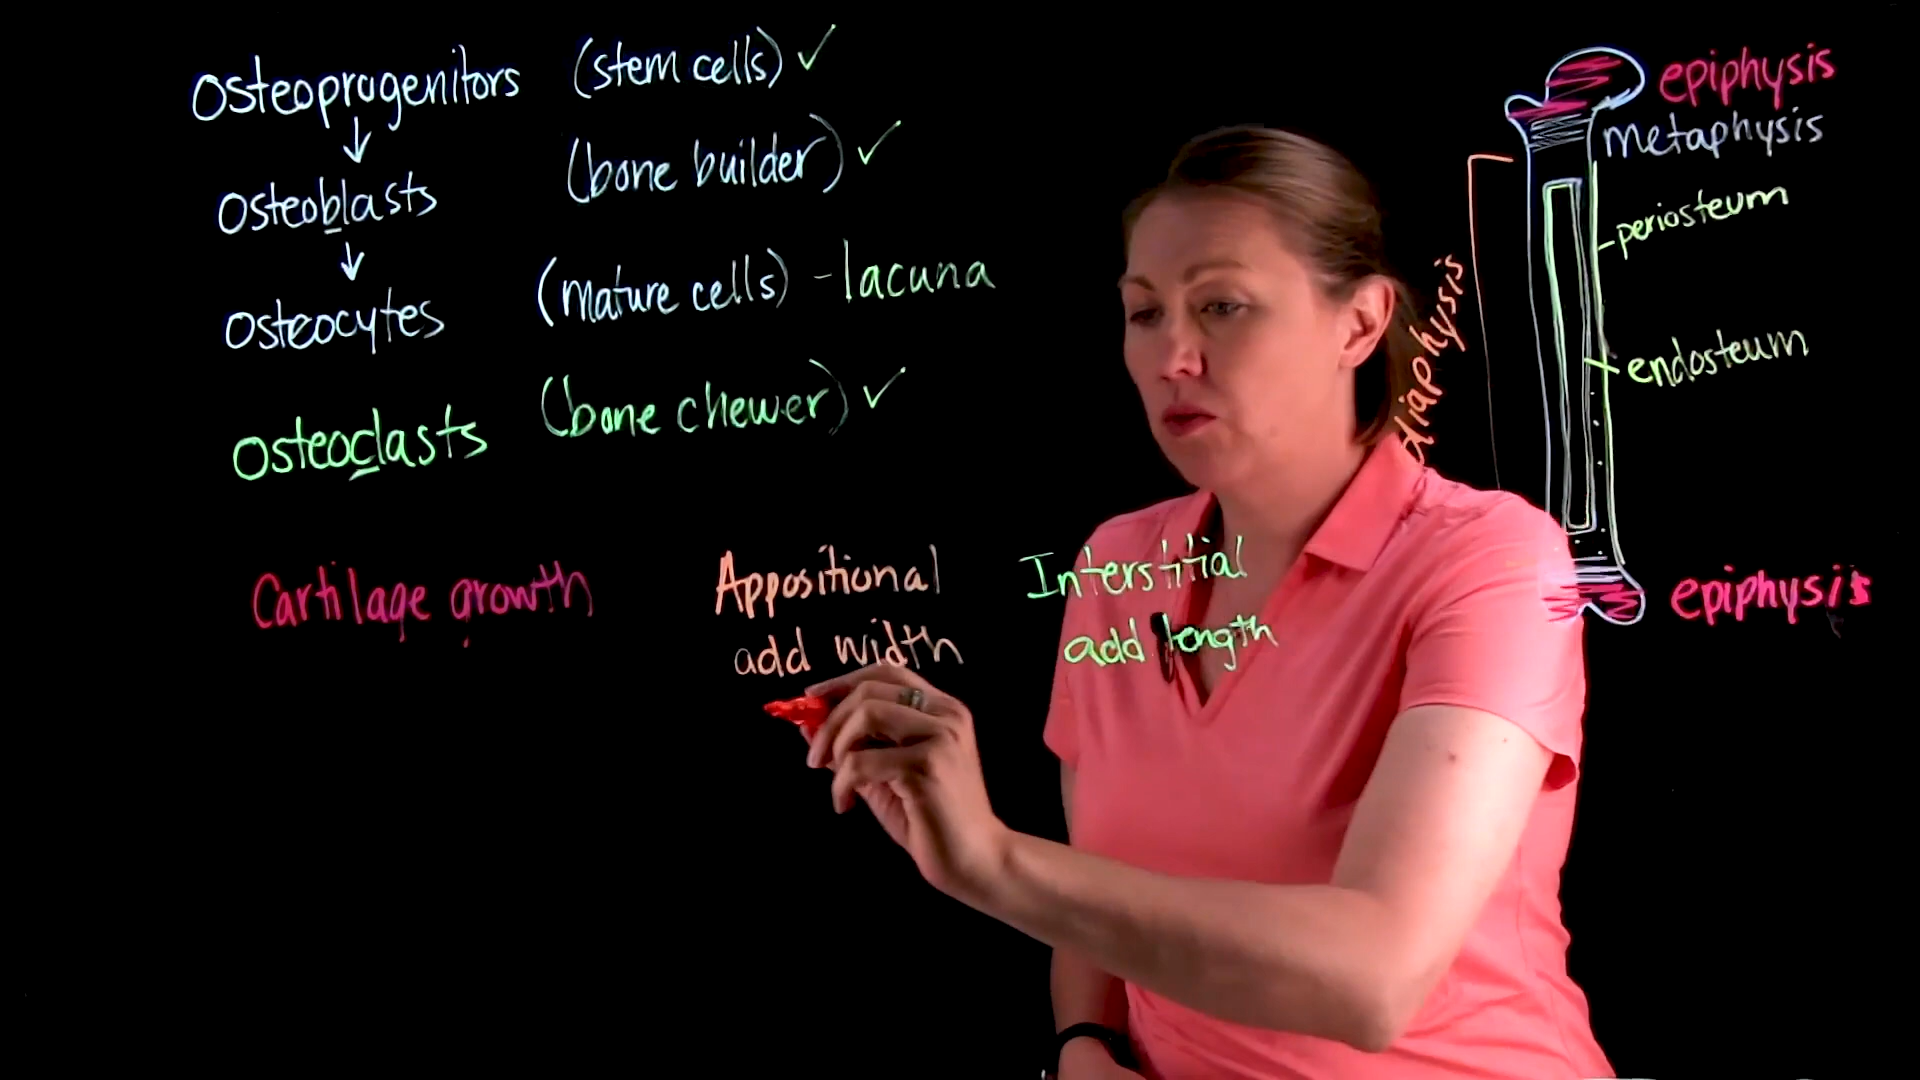 Osteoprogenitors (stem cells) ✓
↓
Osteoblasts (bone builder) ✓
↓
Osteocytes (mature cells) - lacuna
Osteoclasts (bone chewer) ✓
Cartilage growth
Appositional
add width
Interstitial
add length
epiphysis
metaphysis
periosteum
endosteum
diaphysis
epiphysis